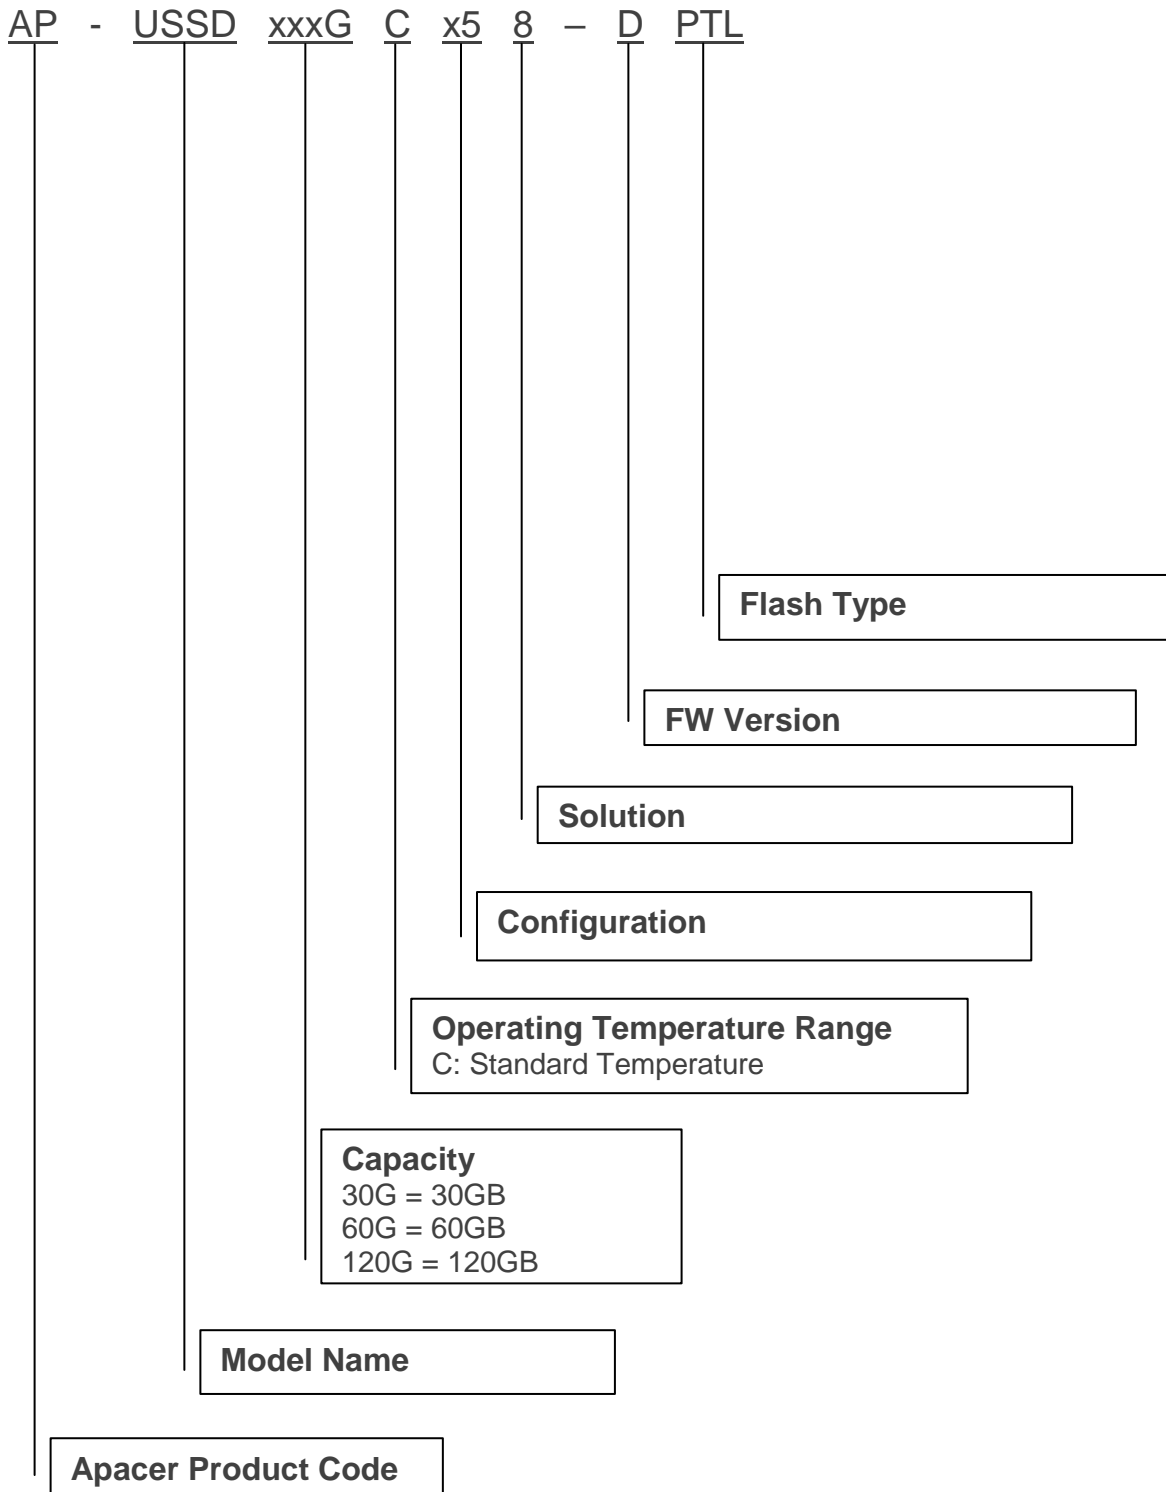 AP - USSD xxxG C x5 8 – D PTL
Flash Type
FW Version
Solution
Configuration
Operating Temperature Range
C: Standard Temperature
Capacity
30G = 30GB
60G = 60GB
120G = 120GB
Model Name
Apacer Product Code